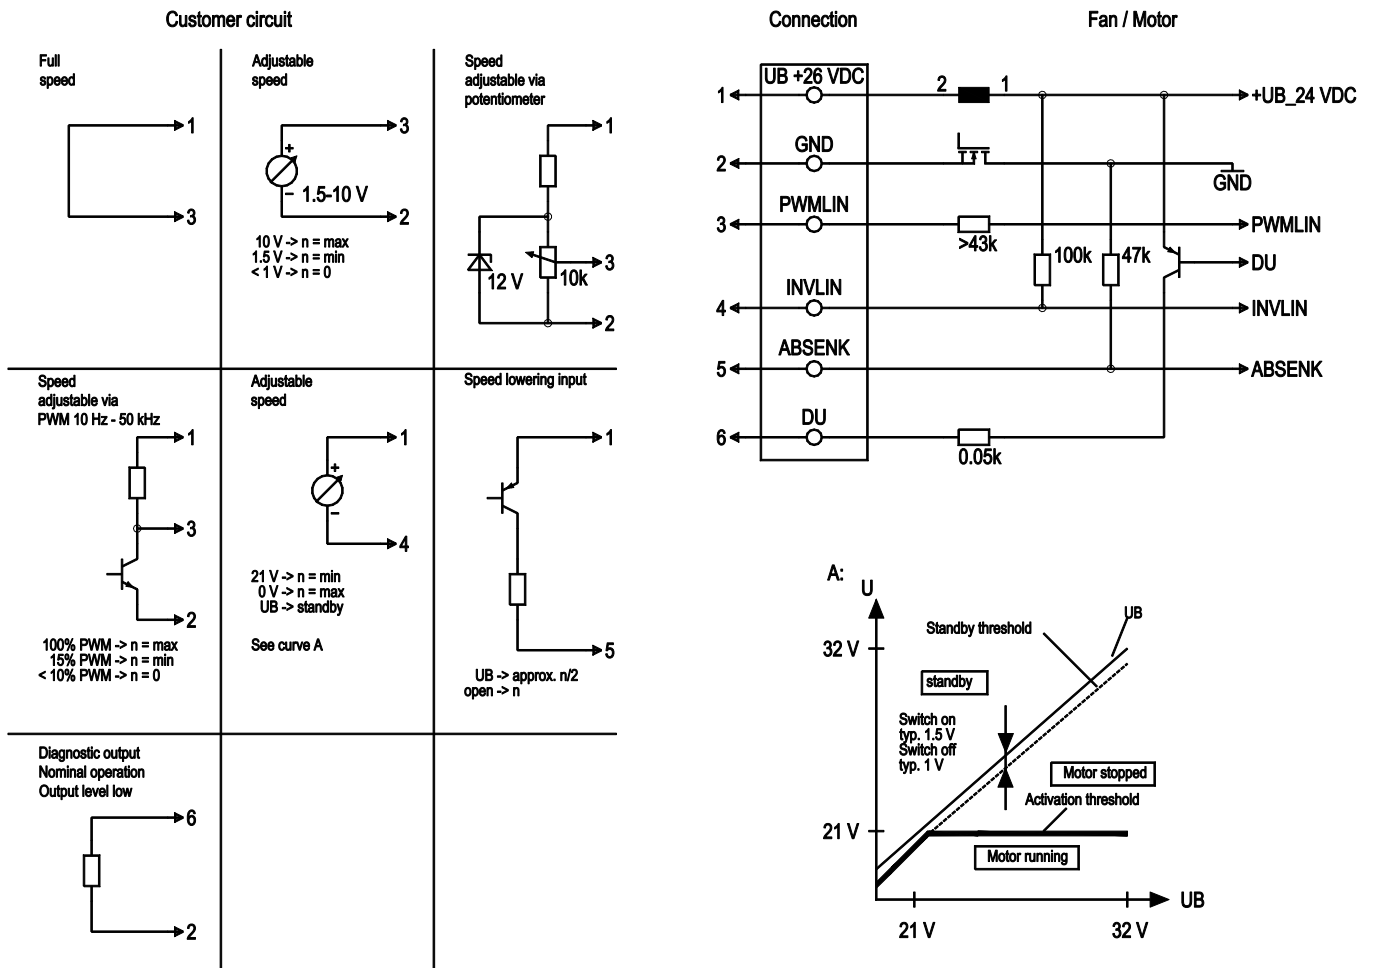 Customer circuit
Full
speed
1
3
Adjustable
speed
3
+
-
1.5-10 V
2
10 V -> n = max
1.5 V -> n = min
< 1 V -> n = 0
Speed
adjustable via
potentiometer
1
12 V
3
10k
2
Speed
adjustable via
PWM 10 Hz - 50 kHz
1
3
2
100% PWM -> n = max
15% PWM -> n = min
< 10% PWM -> n = 0
Adjustable
speed
1
+
-
4
21 V -> n = min
0 V -> n = max
UB -> standby
See curve A
Speed lowering input
1
5
UB -> approx. n/2
open -> n
Diagnostic output
Nominal operation
Output level low
6
2
Connection
Fan / Motor
UB +26 VDC
1
2
1
+UB_24 VDC
GND
2
GND
PWMLIN
3
>43k
PWMLIN
100k
47k
DU
INVLIN
4
INVLIN
ABSENK
5
ABSENK
DU
6
0.05k
A:
U
UB
Standby threshold
32 V
standby
Switch on
typ. 1.5 V
Switch off
typ. 1 V
Motor stopped
Activation threshold
21 V
Motor running
UB
21 V
32 V